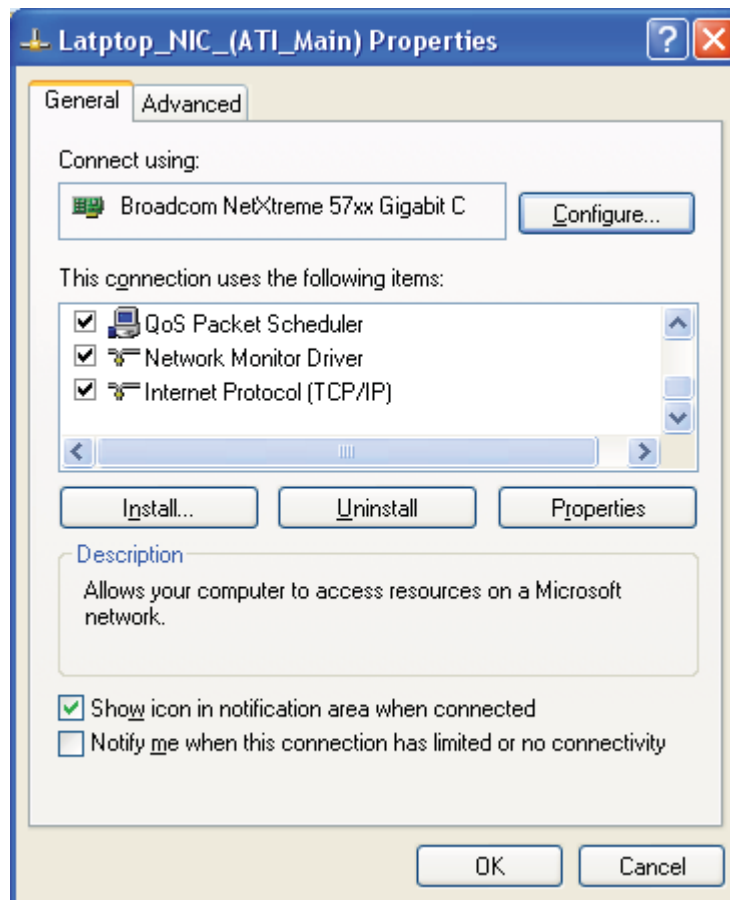 Latptop_NIC_(ATI_Main) Properties
General
Advanced
Connect using:
Broadcom NetXtreme 57xx Gigabit C
Configure...
This connection uses the following items:
QoS Packet Scheduler
Network Monitor Driver
Internet Protocol (TCP/IP)
Install...
Uninstall
Properties
Description
Allows your computer to access resources on a Microsoft
network.
Show icon in notification area when connected
Notify me when this connection has limited or no connectivity
OK
Cancel